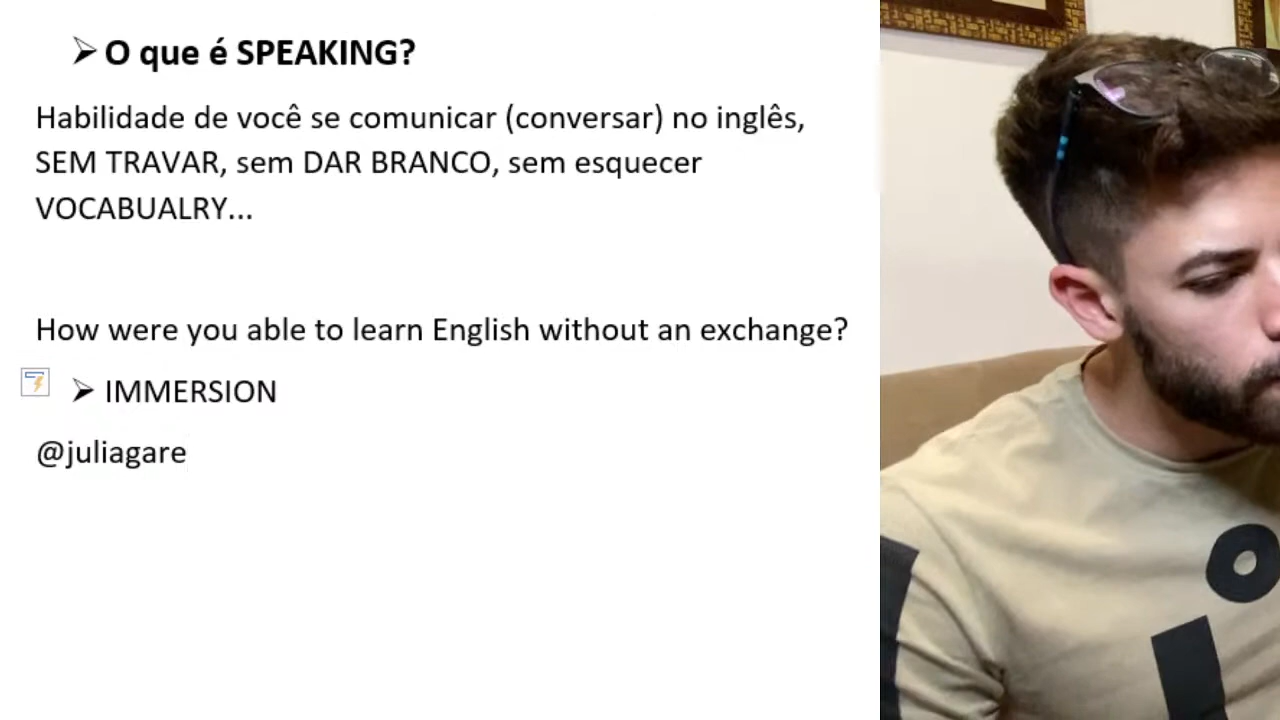 ➢ O que é SPEAKING?
Habilidade de você se comunicar (conversar) no inglês,
SEM TRAVAR, sem DAR BRANCO, sem esquecer
VOCABUALRY...
How were you able to learn English without an exchange?
➢ IMMERSION
@juliagare